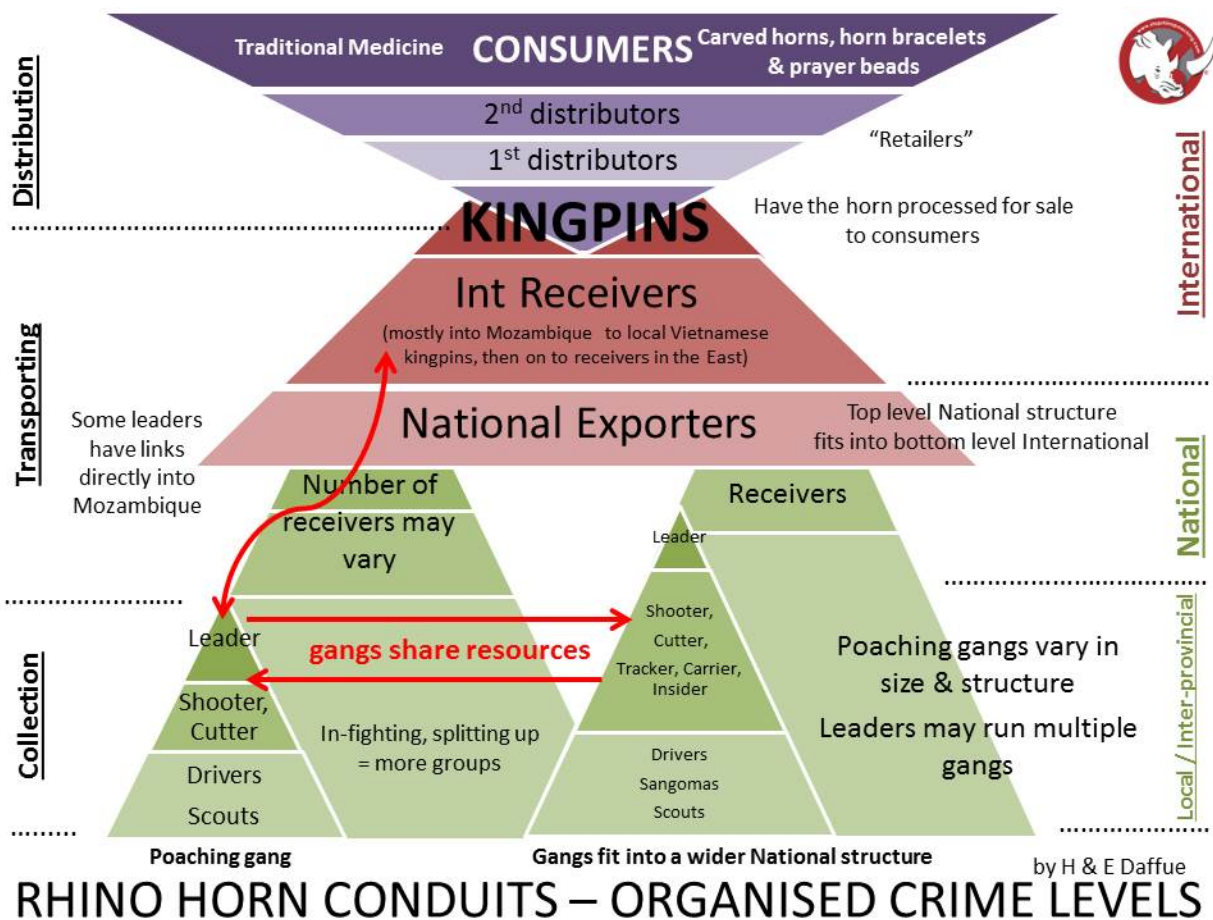 Traditional Medicine
CONSUMERS
Carved horns, horn bracelets
& prayer beads
2nd distributors
1st distributors
"Retailers"
KINGPINS
Have the horn processed for sale
to consumers
Distribution
International
Int Receivers
(mostly into Mozambique to local Vietnamese
kingpins, then on to receivers in the East)
Transporting
National Exporters
Top level National structure
fits into bottom level International
Some leaders
have links
directly into
Mozambique
Number of
receivers may
vary
Receivers
National
Leader
Leader
Shooter,
Cutter,
Tracker, Carrier,
Insider
gangs share resources
Poaching gangs vary in
size & structure
Leaders may run multiple
gangs
Collection
Local / Inter-provincial
Shooter,
Cutter
In-fighting, splitting up
= more groups
Drivers
Scouts
Drivers
Sangomas
Scouts
Poaching gang
Gangs fit into a wider National structure
by H & E Daffue
RHINO HORN CONDUITS – ORGANISED CRIME LEVELS